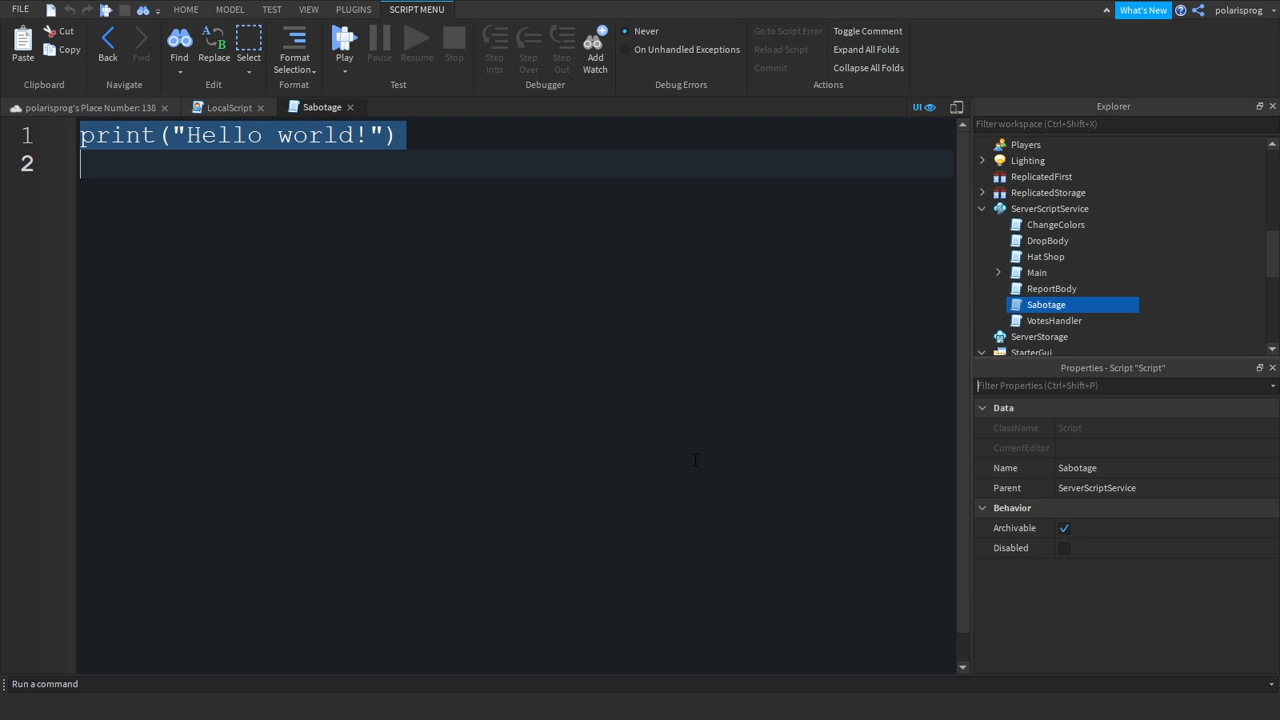 FILE HOME MODEL TEST VIEW PLUGINS SCRIPT MENU What's New polarisprog
Paste Cut Copy Back Fwd Find Replace Select Format Selection Play Pause Resume Stop Step Into Step Over Step Out Add Watch Never On Unhandled Exceptions Go to Script Error Reload Script Commit Toggle Comment Expand All Folds Collapse All Folds
Clipboard Navigate Edit Format Test Debugger Debug Errors Actions
polarisprog's Place Number: 138 LocalScript Sabotage UI
1 print("Hello world!")
2
Explorer
Filter workspace (Ctrl+Shift+X)
Players
Lighting
ReplicatedFirst
ReplicatedStorage
ServerScriptService
ChangeColors
DropBody
Hat Shop
Main
ReportBody
Sabotage
VotesHandler
ServerStorage
StarterGui
Properties - Script "Script"
Filter Properties (Ctrl+Shift+P)
Data
ClassName Script
CurrentEditor
Name Sabotage
Parent ServerScriptService
Behavior
Archivable
Disabled
Run a command